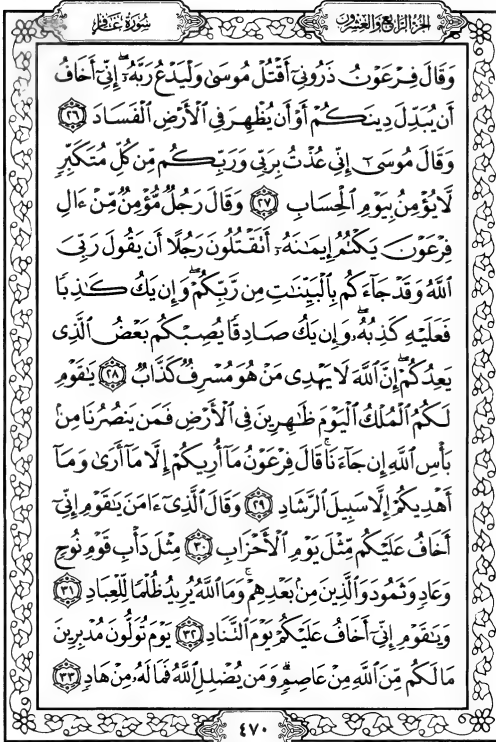 الجزء الرابع والعشرون
سورة غافر
وَقَالَ فِرْعَوْنُ ذَرُونِىٓ أَقْتُلْ مُوسَىٰ وَلْيَدْعُ رَبَّهُۥٓ ۖ إِنِّىٓ أَخَافُ
أَن يُبَدِّلَ دِينَكُمْ أَوْ أَن يُظْهِرَ فِى ٱلْأَرْضِ ٱلْفَسَادَ ٢٦
وَقَالَ مُوسَىٰٓ إِنِّى عُذْتُ بِرَبِّى وَرَبِّكُم مِّن كُلِّ مُتَكَبِّرٍ
لَّا يُؤْمِنُ بِيَوْمِ ٱلْحِسَابِ ٢٧ وَقَالَ رَجُلٌ مُّؤْمِنٌ مِّنْ ءَالِ
فِرْعَوْنَ يَكْتُمُ إِيمَٰنَهُۥٓ أَتَقْتُلُونَ رَجُلًا أَن يَقُولَ رَبِّىَ
ٱللَّهُ وَقَدْ جَآءَكُم بِٱلْبَيِّنَٰتِ مِن رَّبِّكُمْ ۖ وَإِن يَكُ كَٰذِبًا
فَعَلَيْهِ كَذِبُهُۥ ۖ وَإِن يَكُ صَادِقًا يُصِبْكُم بَعْضُ ٱلَّذِى
يَعِدُكُمْ ۖ إِنَّ ٱللَّهَ لَا يَهْدِى مَنْ هُوَ مُسْرِفٌ كَذَّابٌ ٢٨ يَٰقَوْمِ
لَكُمُ ٱلْمُلْكُ ٱلْيَوْمَ ظَٰهِرِينَ فِى ٱلْأَرْضِ فَمَن يَنصُرُنَا مِنۢ
بَأْسِ ٱللَّهِ إِن جَآءَنَا ۚ قَالَ فِرْعَوْنُ مَآ أُرِيكُمْ إِلَّا مَآ أَرَىٰ وَمَآ
أَهْدِيكُمْ إِلَّا سَبِيلَ ٱلرَّشَادِ ٢٩ وَقَالَ ٱلَّذِىٓ ءَامَنَ يَٰقَوْمِ إِنِّىٓ
أَخَافُ عَلَيْكُم مِّثْلَ يَوْمِ ٱلْأَحْزَابِ ٣٠ مِثْلَ دَأْبِ قَوْمِ نُوحٍ
وَعَادٍ وَثَمُودَ وَٱلَّذِينَ مِنۢ بَعْدِهِمْ ۚ وَمَا ٱللَّهُ يُرِيدُ ظُلْمًا لِّلْعِبَادِ ٣١
وَيَٰقَوْمِ إِنِّىٓ أَخَافُ عَلَيْكُمْ يَوْمَ ٱلتَّنَادِ ٣٢ يَوْمَ تُوَلُّونَ مُدْبِرِينَ
مَا لَكُم مِّنَ ٱللَّهِ مِنْ عَاصِمٍ ۗ وَمَن يُضْلِلِ ٱللَّهُ فَمَا لَهُۥ مِنْ هَادٍ ٣٣
٤٧٠